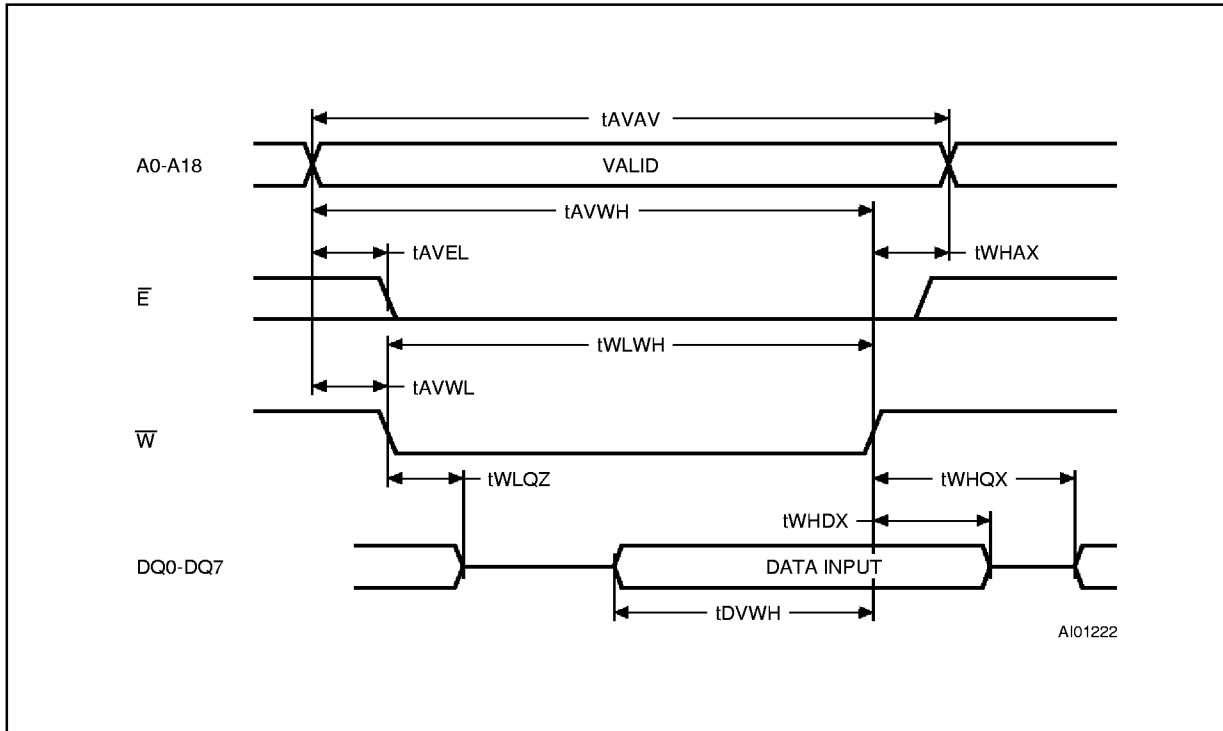 tAVAV
A0-A18
VALID
tAVWH
tAVEL
tWHAX
E̅
tWLWH
tAVWL
W̅
tWLQZ
tWHQX
tWHDX
DQ0-DQ7
DATA INPUT
tDVWH
AI01222